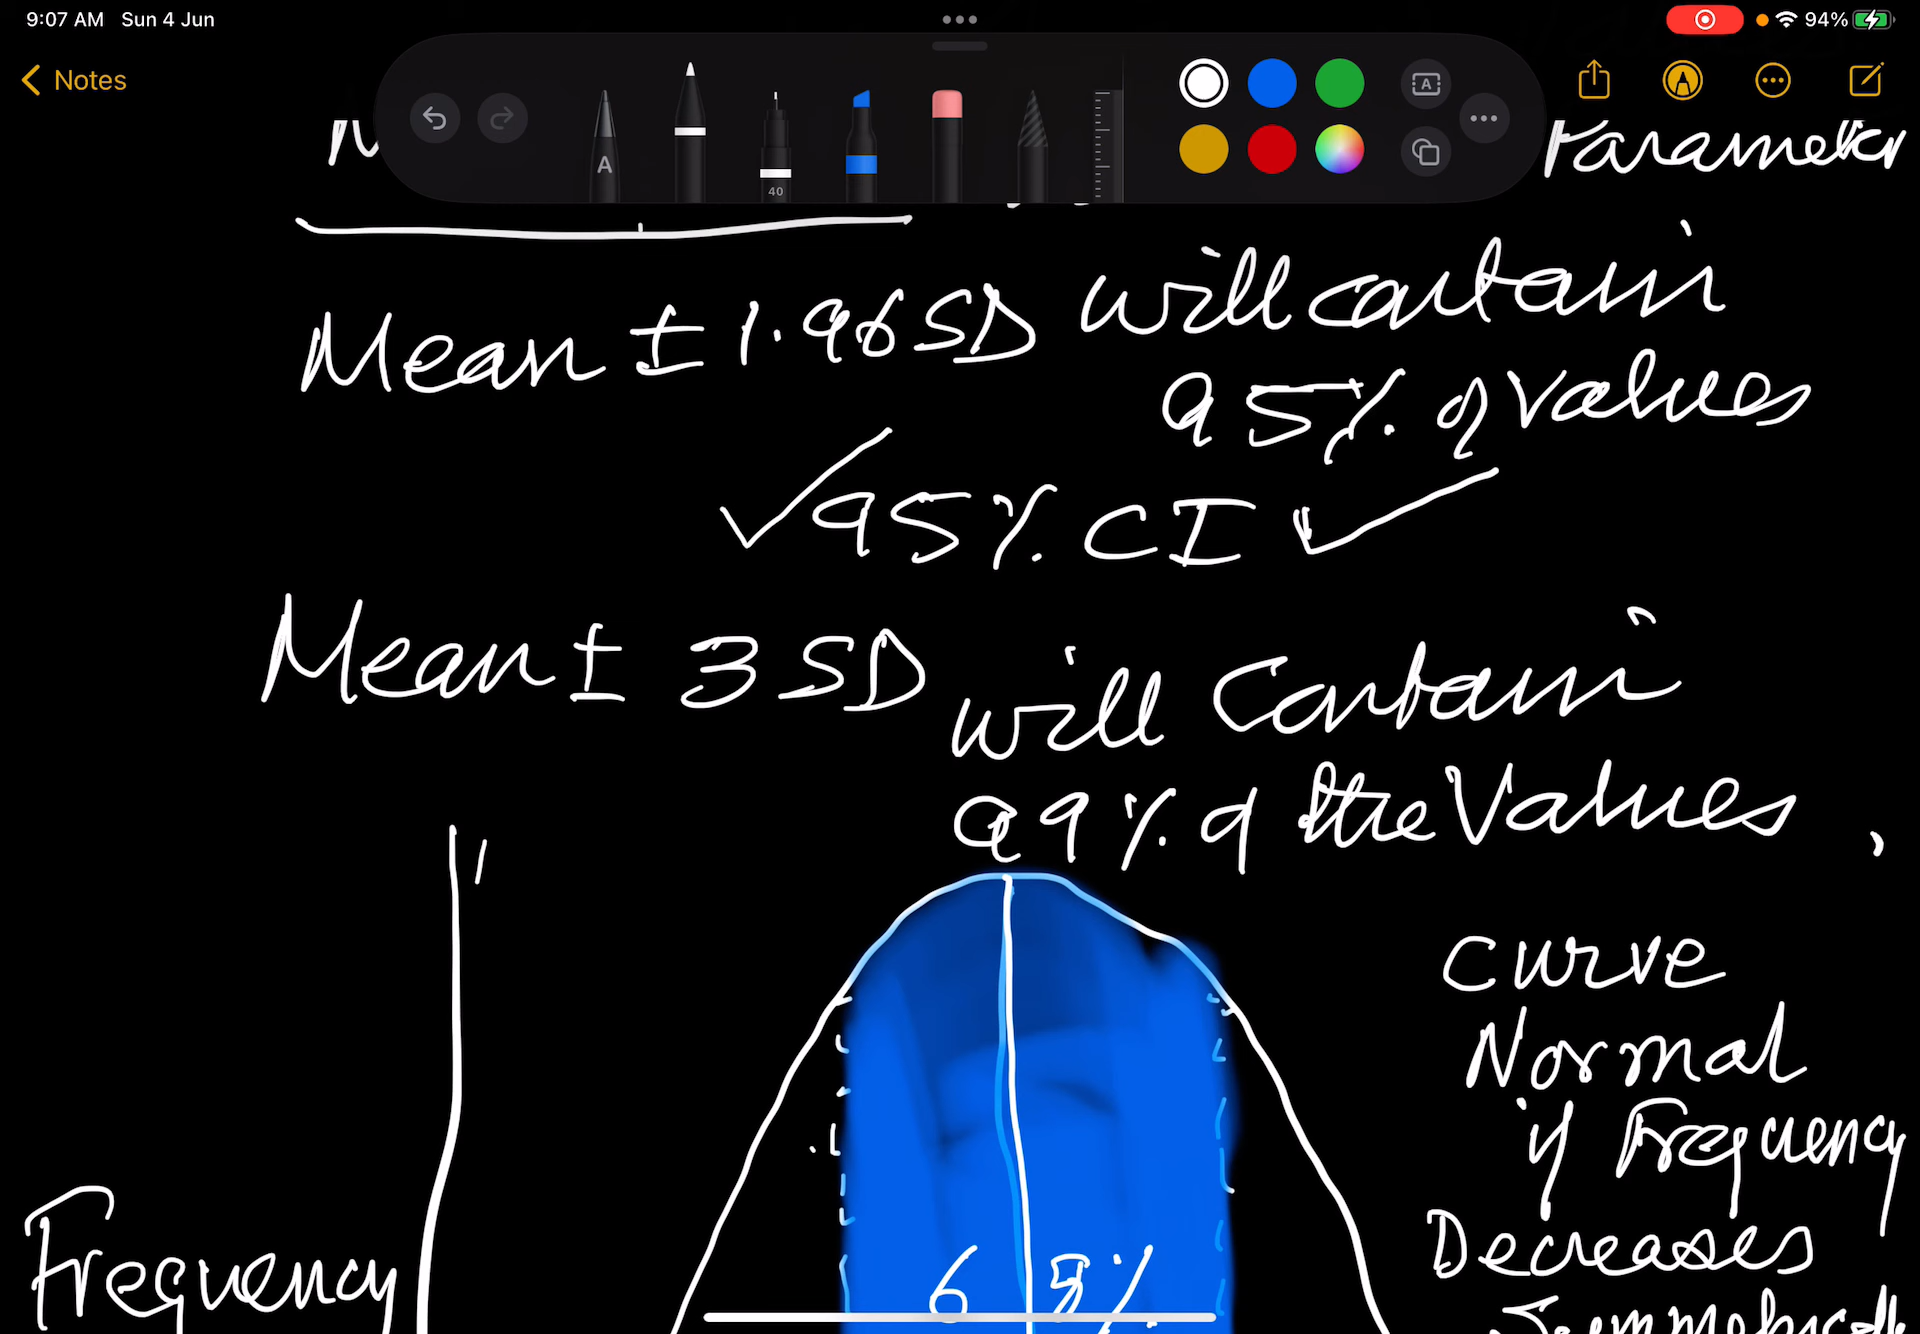 9:07 AM Sun 4 Jun
94%
Notes
A
40
A
Parameter
Mean ± 1.96 SD will contain
95% of values
95% CI
Mean ± 3 SD will contain
99% of the values
Curve
Normal
if Frequency
Decreases
Frequency
68%